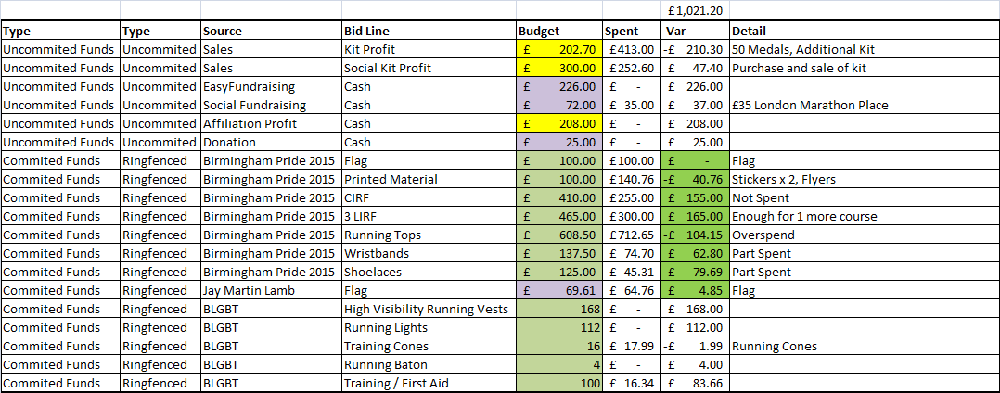 £1,021.20
Type Type Source Bid Line Budget Spent Var Detail
Uncommited Funds Uncommited Sales Kit Profit £ 202.70 £413.00 -£ 210.30 50 Medals, Additional Kit
Uncommited Funds Uncommited Sales Social Kit Profit £ 300.00 £252.60 £ 47.40 Purchase and sale of kit
Uncommited Funds Uncommited EasyFundraising Cash £ 226.00 £ - £ 226.00
Uncommited Funds Uncommited Social Fundraising Cash £ 72.00 £ 35.00 £ 37.00 £35 London Marathon Place
Uncommited Funds Uncommited Affiliation Profit Cash £ 208.00 £ - £ 208.00
Uncommited Funds Uncommited Donation Cash £ 25.00 £ - £ 25.00
Commited Funds Ringfenced Birmingham Pride 2015 Flag £ 100.00 £100.00 £ - Flag
Commited Funds Ringfenced Birmingham Pride 2015 Printed Material £ 100.00 £140.76 -£ 40.76 Stickers x 2, Flyers
Commited Funds Ringfenced Birmingham Pride 2015 CIRF £ 410.00 £255.00 £ 155.00 Not Spent
Commited Funds Ringfenced Birmingham Pride 2015 3 LIRF £ 465.00 £300.00 £ 165.00 Enough for 1 more course
Commited Funds Ringfenced Birmingham Pride 2015 Running Tops £ 608.50 £712.65 -£ 104.15 Overspend
Commited Funds Ringfenced Birmingham Pride 2015 Wristbands £ 137.50 £ 74.70 £ 62.80 Part Spent
Commited Funds Ringfenced Birmingham Pride 2015 Shoelaces £ 125.00 £ 45.31 £ 79.69 Part Spent
Commited Funds Ringfenced Jay Martin Lamb Flag £ 69.61 £ 64.76 £ 4.85 Flag
Commited Funds Ringfenced BLGBT High Visibility Running Vests 168 £ - £ 168.00
Commited Funds Ringfenced BLGBT Running Lights 112 £ - £ 112.00
Commited Funds Ringfenced BLGBT Training Cones 16 £ 17.99 -£ 1.99 Running Cones
Commited Funds Ringfenced BLGBT Running Baton 4 £ - £ 4.00
Commited Funds Ringfenced BLGBT Training / First Aid 100 £ 16.34 £ 83.66